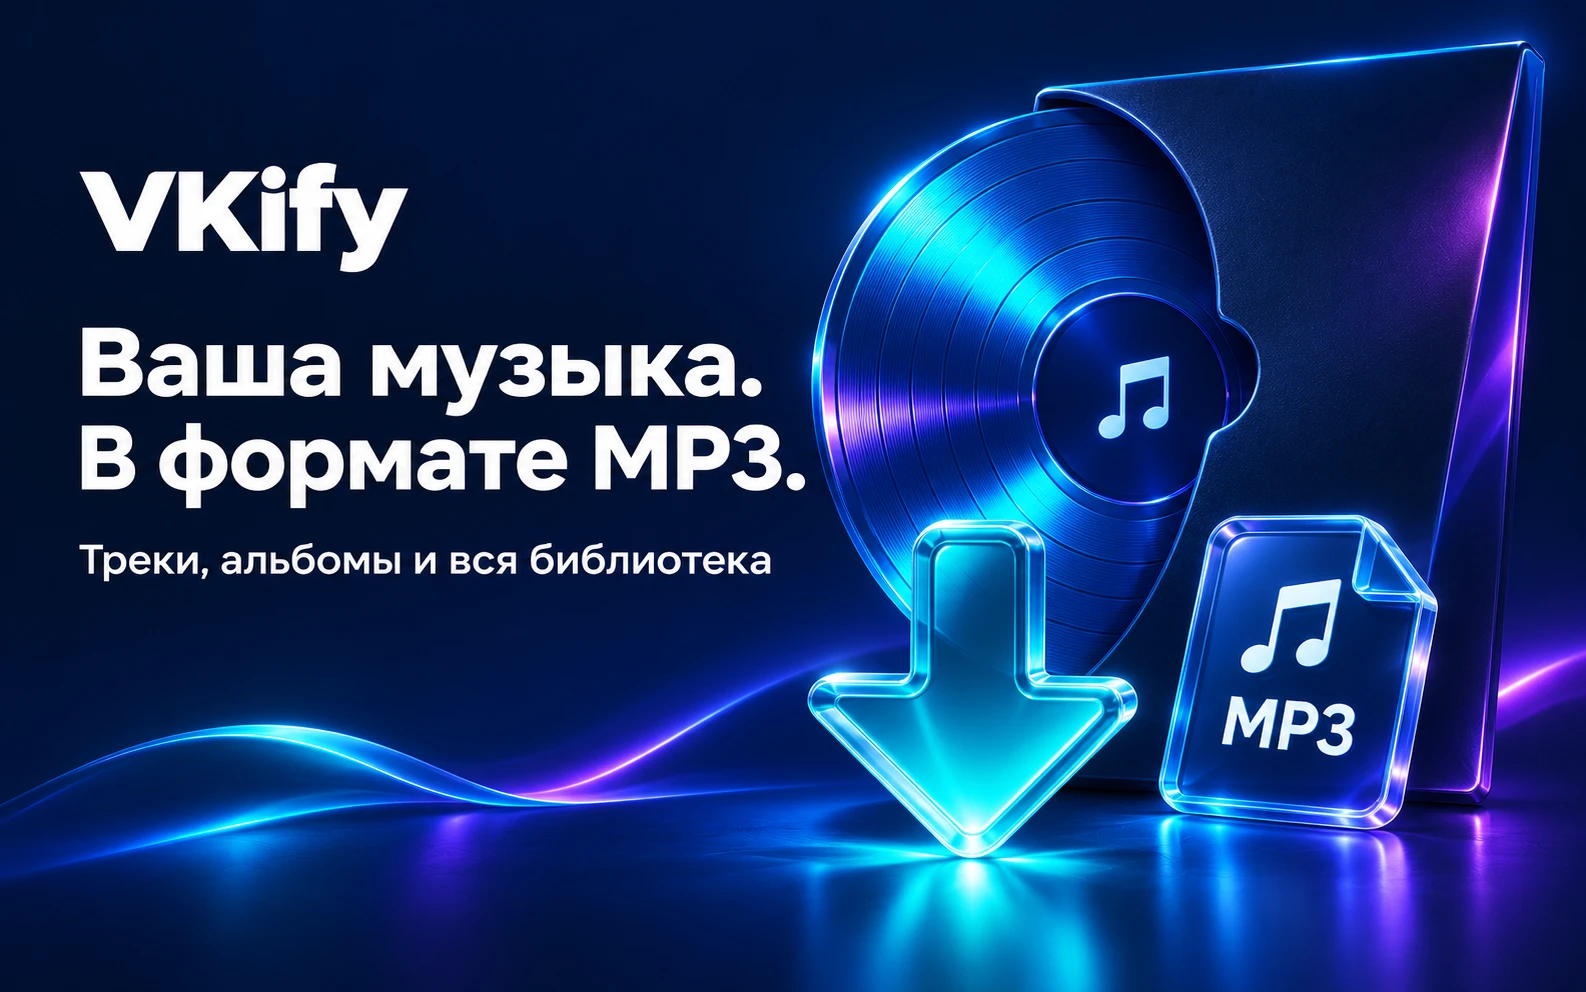 VKify
Ваша музыка.
В формате MP3.
Треки, альбомы и вся библиотека
MP3